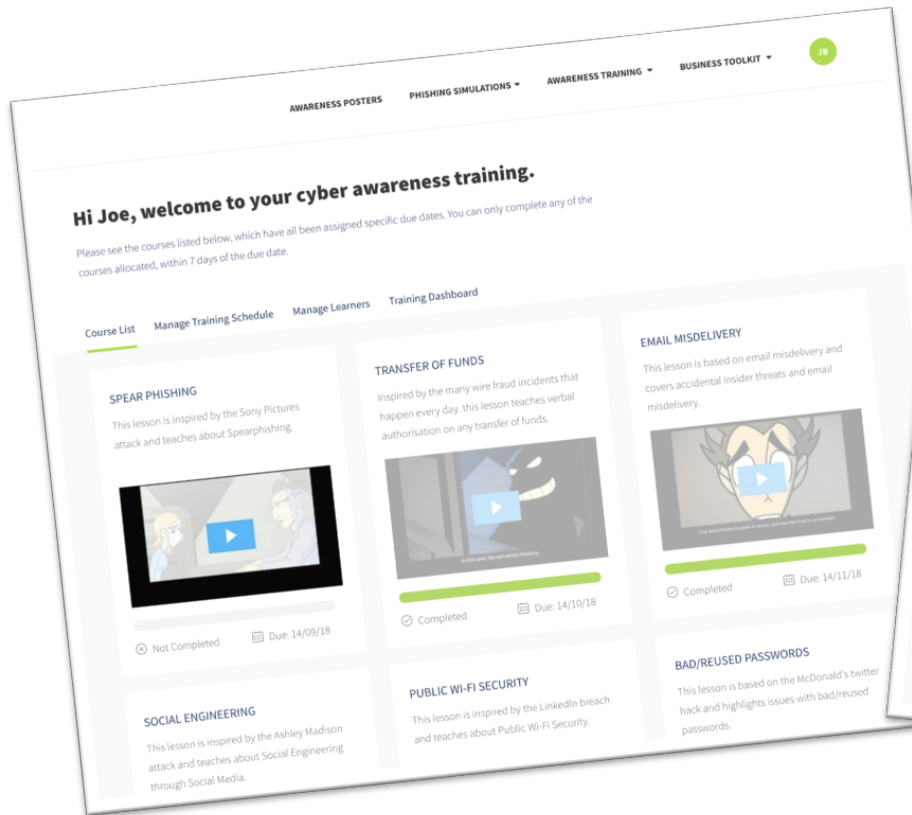 AWARENESS POSTERS
PHISHING SIMULATIONS
AWARENESS TRAINING
BUSINESS TOOLKIT
JB
Hi Joe, welcome to your cyber awareness training.
Please see the courses listed below, which have all been assigned specific due dates. You can only complete any of the
courses allocated, within 7 days of the due date.
Course List
Manage Training Schedule
Manage Learners
Training Dashboard
SPEAR PHISHING
This lesson is inspired by the Sony Pictures
attack and teaches about Spearphishing.
Not Completed
Due: 14/09/18
TRANSFER OF FUNDS
Inspired by the many wire fraud incidents that
happen every day. this lesson teaches verbal
authorisation on any transfer of funds.
Completed
Due: 14/10/18
EMAIL MISDELIVERY
This lesson is based on email misdelivery and
covers accidental insider threats and email
misdelivery.
Completed
Due: 14/11/18
SOCIAL ENGINEERING
This lesson is inspired by the Ashley Madison
attack and teaches about Social Engineering
through Social Media.
PUBLIC WI-FI SECURITY
This lesson is inspired by the LinkedIn breach
and teaches about Public Wi-Fi Security.
BAD/REUSED PASSWORDS
This lesson is based on the McDonald's twitter
hack and highlights issues with bad/reused
passwords.